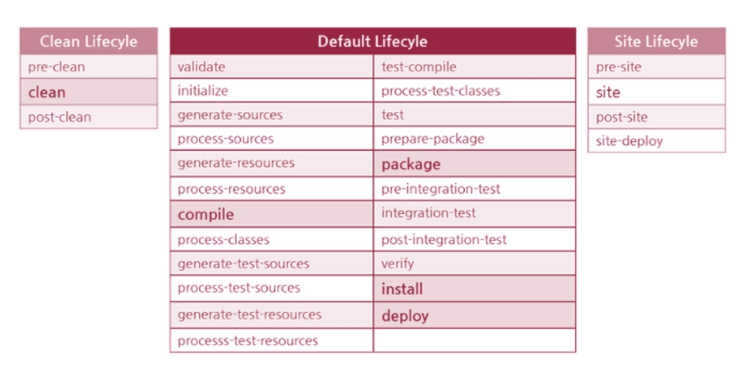 Clean Lifecyle
pre-clean
clean
post-clean
Default Lifecyle
validate
initialize
generate-sources
process-sources
generate-resources
process-resources
compile
process-classes
generate-test-sources
process-test-sources
generate-test-resources
processs-test-resources
test-compile
process-test-classes
test
prepare-package
package
pre-integration-test
integration-test
post-integration-test
verify
install
deploy
Site Lifecyle
pre-site
site
post-site
site-deploy